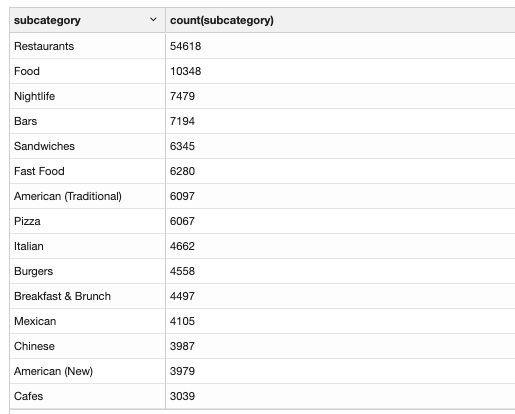 subcategory count(subcategory)
Restaurants 54618
Food 10348
Nightlife 7479
Bars 7194
Sandwiches 6345
Fast Food 6280
American (Traditional) 6097
Pizza 6067
Italian 4662
Burgers 4558
Breakfast & Brunch 4497
Mexican 4105
Chinese 3987
American (New) 3979
Cafes 3039